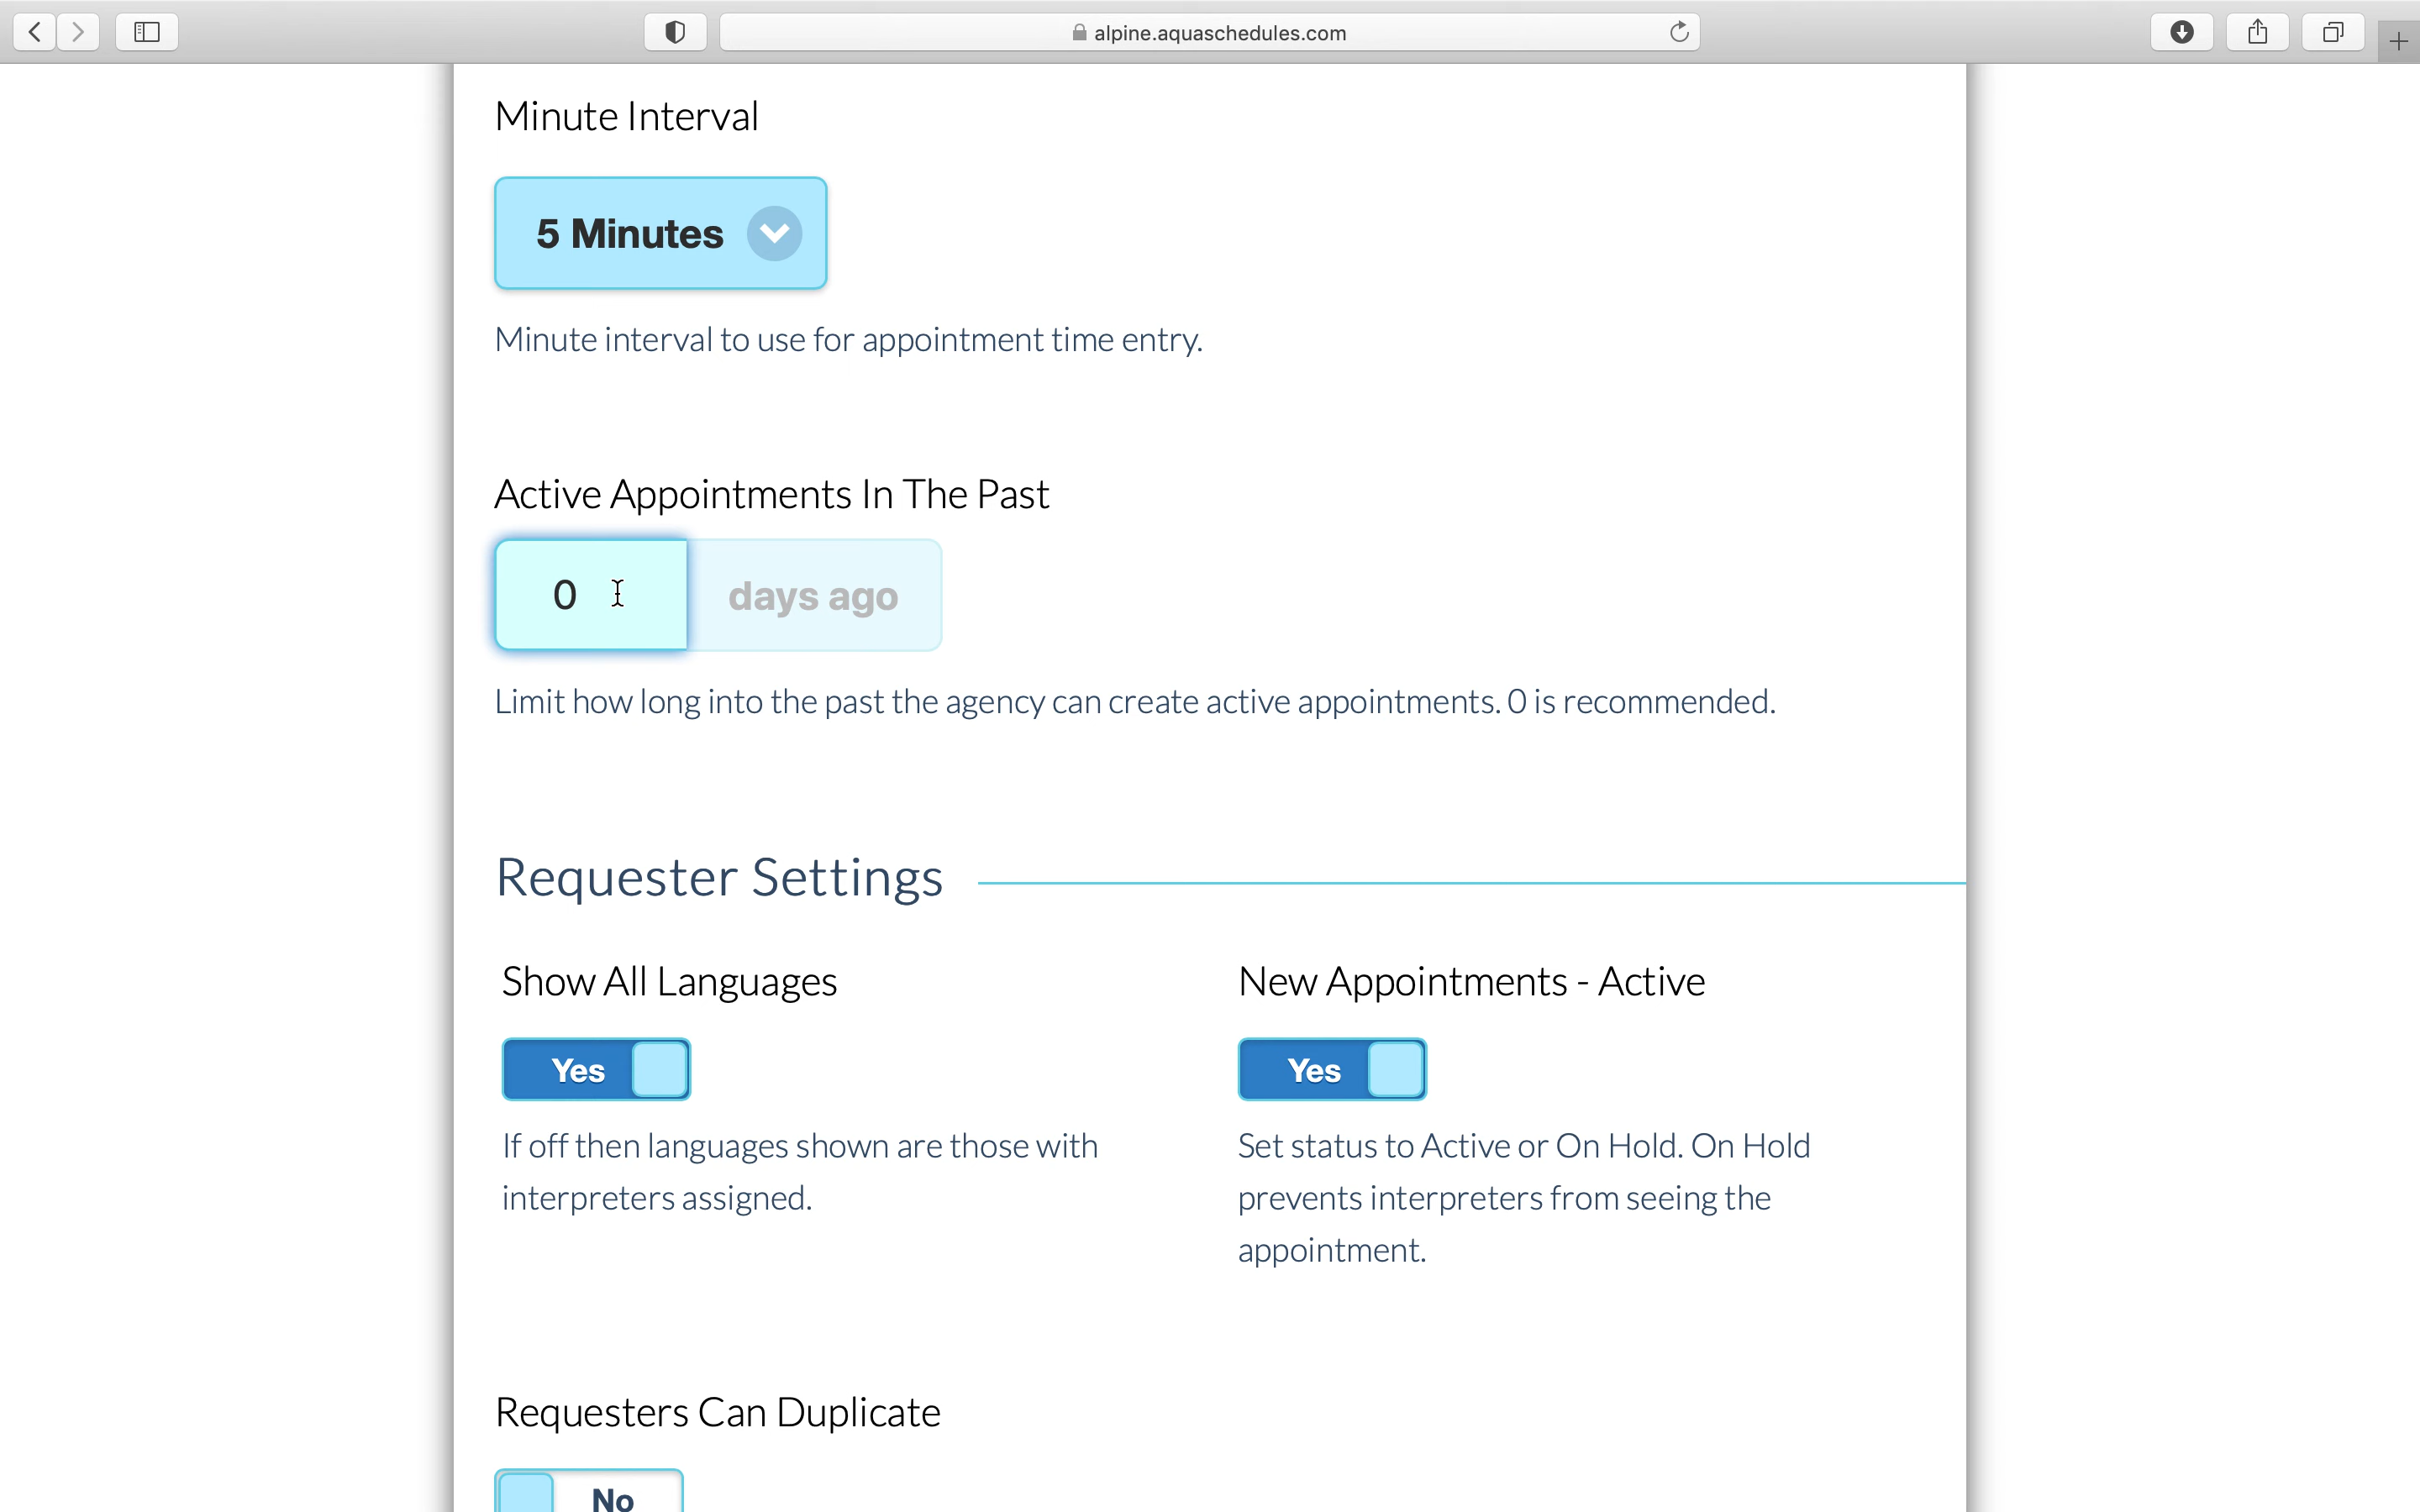 alpine.aquaschedules.com
Minute Interval
5 Minutes
Minute interval to use for appointment time entry.
Active Appointments In The Past
0 days ago
Limit how long into the past the agency can create active appointments. 0 is recommended.
Requester Settings
Show All Languages
Yes
If off then languages shown are those with
interpreters assigned.
New Appointments - Active
Yes
Set status to Active or On Hold. On Hold
prevents interpreters from seeing the
appointment.
Requesters Can Duplicate
No